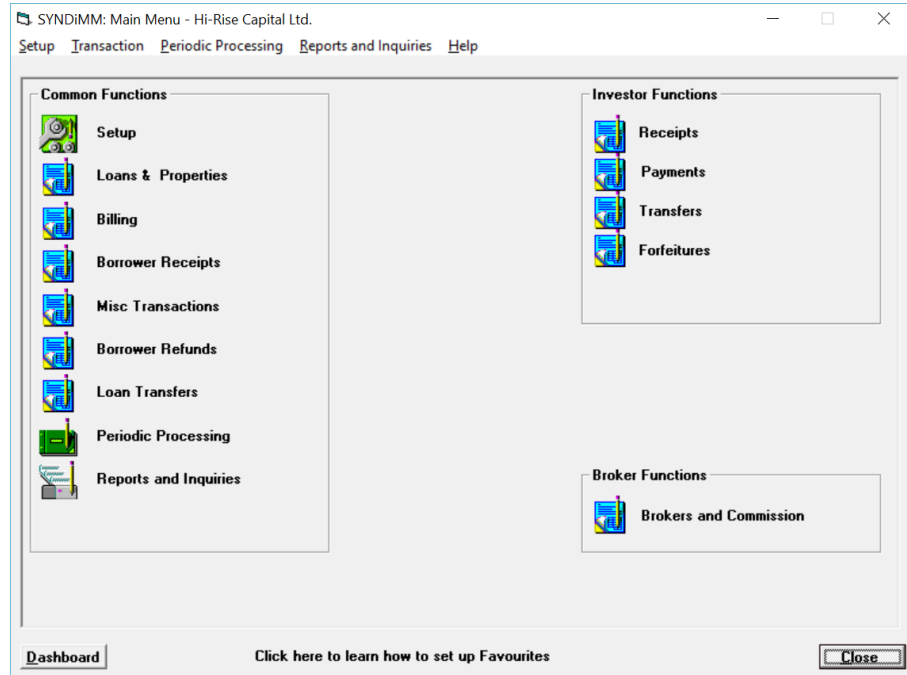 SYNDiMM: Main Menu - Hi-Rise Capital Ltd.
Setup Transaction Periodic Processing Reports and Inquiries Help
Common Functions
Setup
Loans & Properties
Billing
Borrower Receipts
Misc Transactions
Borrower Refunds
Loan Transfers
Periodic Processing
Reports and Inquiries
Investor Functions
Receipts
Payments
Transfers
Forfeitures
Broker Functions
Brokers and Commission
Dashboard
Click here to learn how to set up Favourites
Close